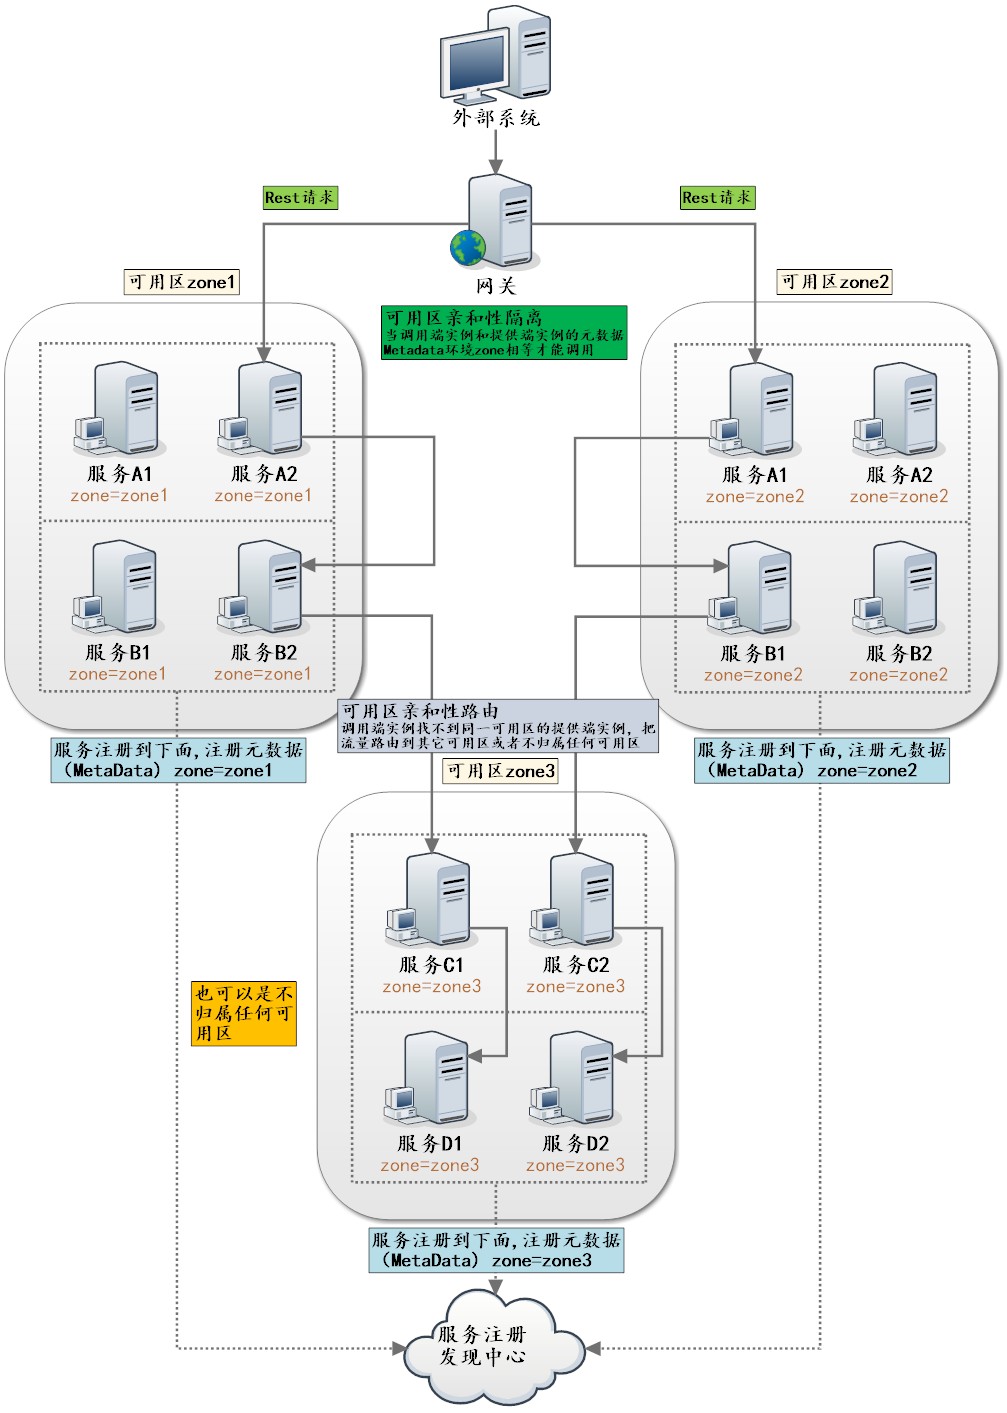 外部系统
Rest请求
Rest请求
网关
可用区zone1
可用区zone2
可用区亲和性隔离
当调用端实例和提供端实例的元数据
Metadata环境zone相等才能调用
服务A1
zone=zone1
服务A2
zone=zone1
服务A1
zone=zone2
服务A2
zone=zone2
服务B1
zone=zone1
服务B2
zone=zone1
服务B1
zone=zone2
服务B2
zone=zone2
可用区亲和性路由
调用端实例找不到同一可用区的提供端实例，把
流量路由到其它可用区或者不归属任何可用区
服务注册到下面,注册元数据
（MetaData) zone=zone1
可用区zone3
服务注册到下面,注册元数据
（MetaData) zone=zone2
服务C1
zone=zone3
服务C2
zone=zone3
也可以是不
归属任何可
用区
服务D1
zone=zone3
服务D2
zone=zone3
服务注册到下面,注册元数据
（MetaData) zone=zone3
服务注册
发现中心